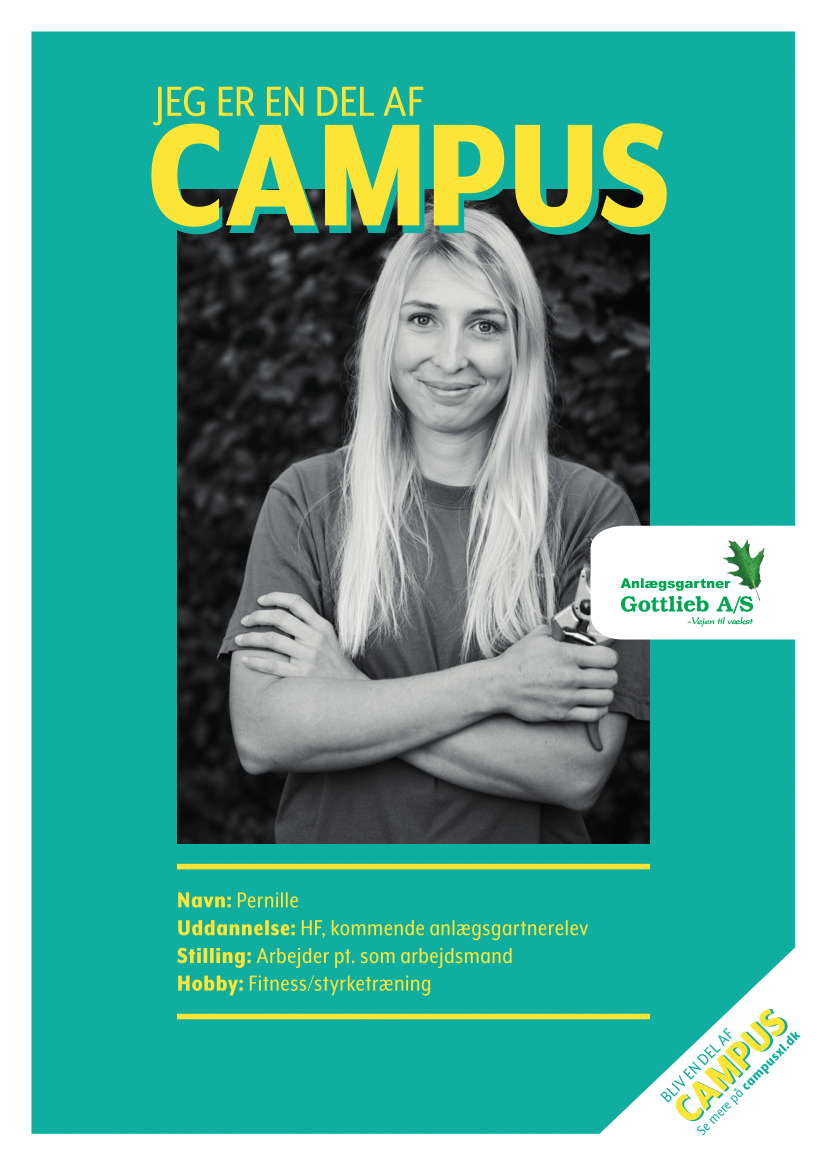 JEG ER EN DEL AF
CAMPUS
Anlægsgartner
Gottlieb A/S
-Vejen til vækst
Navn: Pernille
Uddannelse: HF, kommende anlægsgartnerelev
Stilling: Arbejder pt. som arbejdsmand
Hobby: Fitness/styrketræning
BLIV EN DEL AF
CAMPUS
Se mere på campusxl.dk